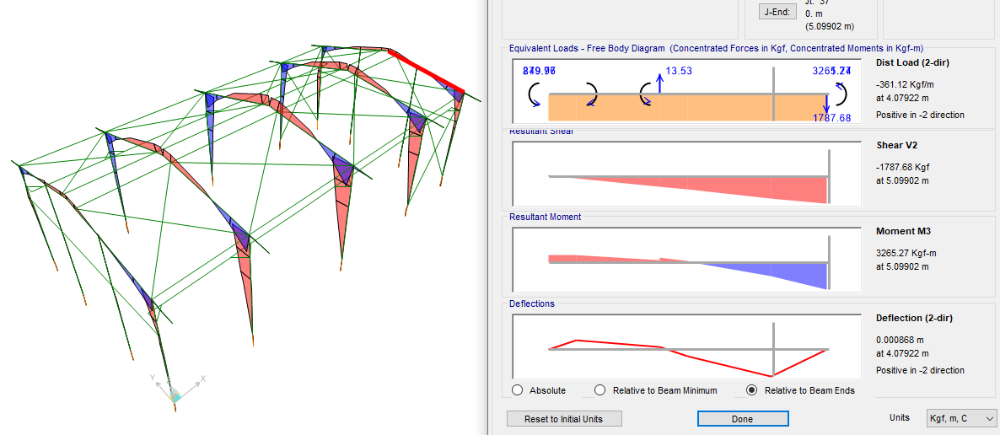 Jt: 37
J-End:
0. m
(5.09902 m)
Equivalent Loads - Free Body Diagram (Concentrated Forces in Kgf, Concentrated Moments in Kgf-m)
13.53
1787.68
Dist Load (2-dir)
-361.12 Kgf/m
at 4.07922 m
Positive in -2 direction
Resultant Shear
Shear V2
-1787.68 Kgf
at 5.09902 m
Resultant Moment
Moment M3
3265.27 Kgf-m
at 5.09902 m
Deflections
Deflection (2-dir)
0.000868 m
at 4.07922 m
Positive in -2 direction
Absolute
Relative to Beam Minimum
Relative to Beam Ends
Reset to Initial Units
Done
Units
Kgf, m, C
Y
X